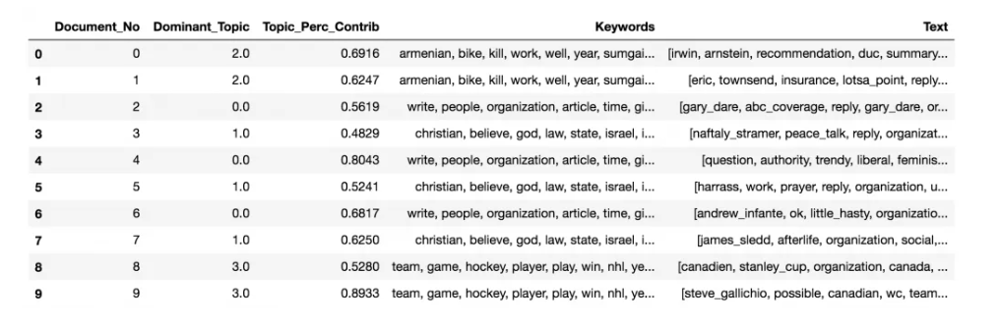 Document_No Dominant_Topic Topic_Perc_Contrib Keywords Text
0 0 2.0 0.6916 armenian, bike, kill, work, well, year, sumgai... [irwin, arnstein, recommendation, duc, summary...
1 1 2.0 0.6247 armenian, bike, kill, work, well, year, sumgai... [eric, townsend, insurance, lotsa_point, reply...
2 2 0.0 0.5619 write, people, organization, article, time, gi... [gary_dare, abc_coverage, reply, gary_dare, or...
3 3 1.0 0.4829 christian, believe, god, law, state, israel, i... [naftaly_stramer, peace_talk, reply, organizat...
4 4 0.0 0.8043 write, people, organization, article, time, gi... [question, authority, trendy, liberal, feminis...
5 5 1.0 0.5241 christian, believe, god, law, state, israel, i... [harrass, work, prayer, reply, organization, u...
6 6 0.0 0.6817 write, people, organization, article, time, gi... [andrew_infante, ok, little_hasty, organizatio...
7 7 1.0 0.6250 christian, believe, god, law, state, israel, i... [james_sledd, afterlife, organization, social,...
8 8 3.0 0.5280 team, game, hockey, player, play, win, nhl, ye... [canadien, stanley_cup, organization, canada, ...
9 9 3.0 0.8933 team, game, hockey, player, play, win, nhl, ye... [steve_gallichio, possible, canadian, wc, team...